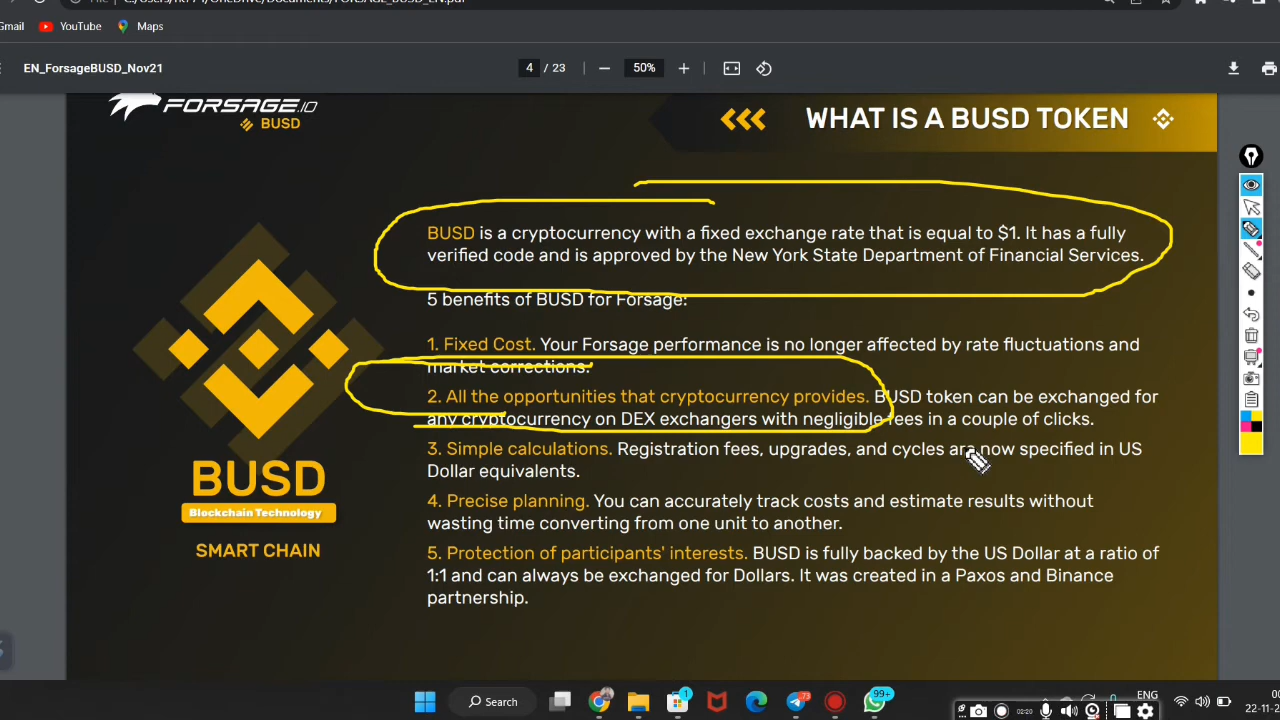 Gmail YouTube Maps
EN_ForsageBUSD_Nov21 4 / 23 50%
FORSAGE.IO
BUSD
WHAT IS A BUSD TOKEN
BUSD is a cryptocurrency with a fixed exchange rate that is equal to $1. It has a fully
verified code and is approved by the New York State Department of Financial Services.
5 benefits of BUSD for Forsage:
1. Fixed Cost. Your Forsage performance is no longer affected by rate fluctuations and
market corrections.
2. All the opportunities that cryptocurrency provides. BUSD token can be exchanged for
any cryptocurrency on DEX exchangers with negligible fees in a couple of clicks.
3. Simple calculations. Registration fees, upgrades, and cycles are now specified in US
Dollar equivalents.
4. Precise planning. You can accurately track costs and estimate results without
wasting time converting from one unit to another.
5. Protection of participants' interests. BUSD is fully backed by the US Dollar at a ratio of
1:1 and can always be exchanged for Dollars. It was created in a Paxos and Binance
partnership.
BUSD
Blockchain Technology
SMART CHAIN
Search
1
73
99+
02:20
ENG
22-11-2